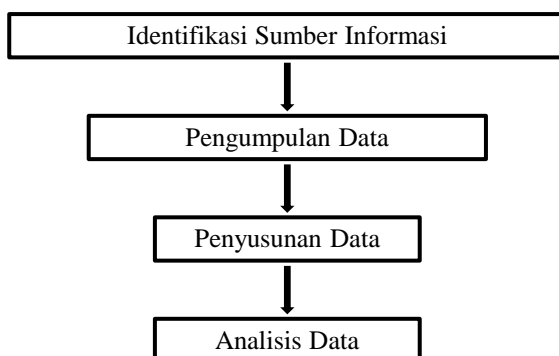 Identifikasi Sumber Informasi
Pengumpulan Data
Penyusunan Data
Analisis Data